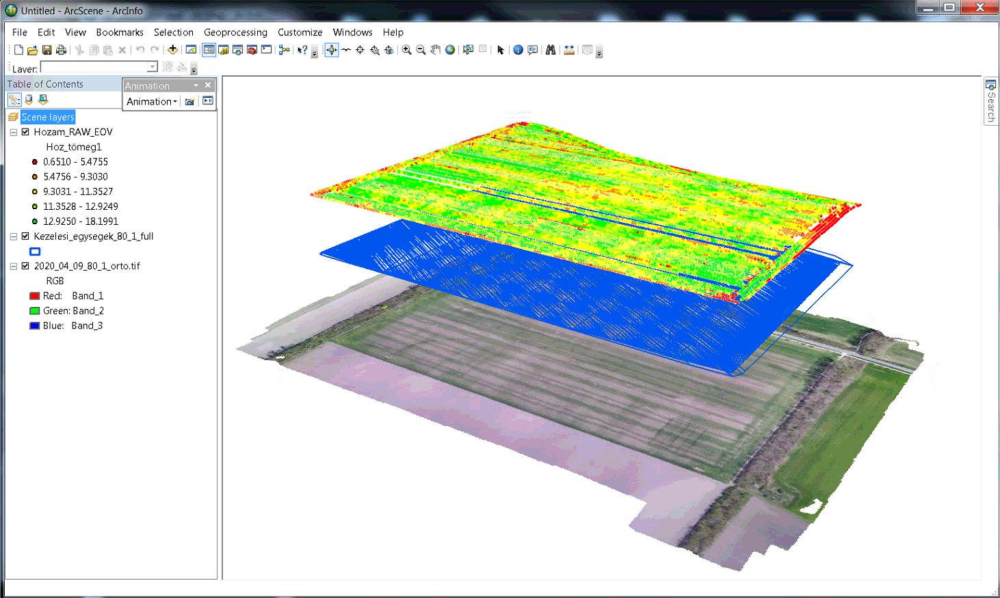 Untitled - ArcScene - ArcInfo
File Edit View Bookmarks Selection Geoprocessing Customize Windows Help
Layer:
Table of Contents
Animation
Animation
Scene layers
Hozam_RAW_EOV
Hoz_tömeg1
0.6510 - 5.4755
5.4756 - 9.3030
9.3031 - 11.3527
11.3528 - 12.9249
12.9250 - 18.1991
Kezelesi_egysegek_80_1_full
2020_04_09_80_1_orto.tif
RGB
Red: Band_1
Green: Band_2
Blue: Band_3
Search